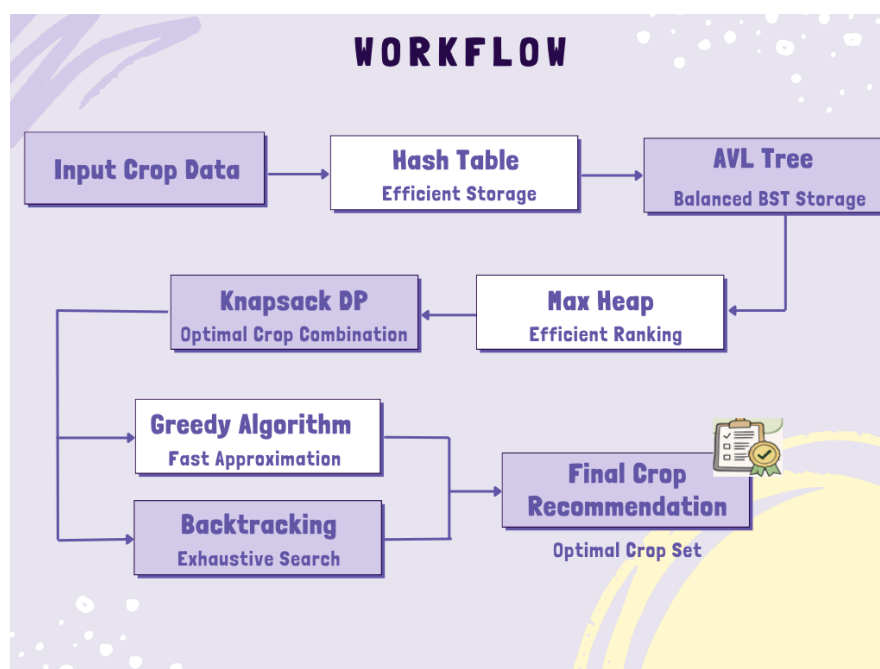 WORKFLOW
Input Crop Data
Hash Table
Efficient Storage
AVL Tree
Balanced BST Storage
Max Heap
Efficient Ranking
Knapsack DP
Optimal Crop Combination
Greedy Algorithm
Fast Approximation
Backtracking
Exhaustive Search
Final Crop
Recommendation
Optimal Crop Set